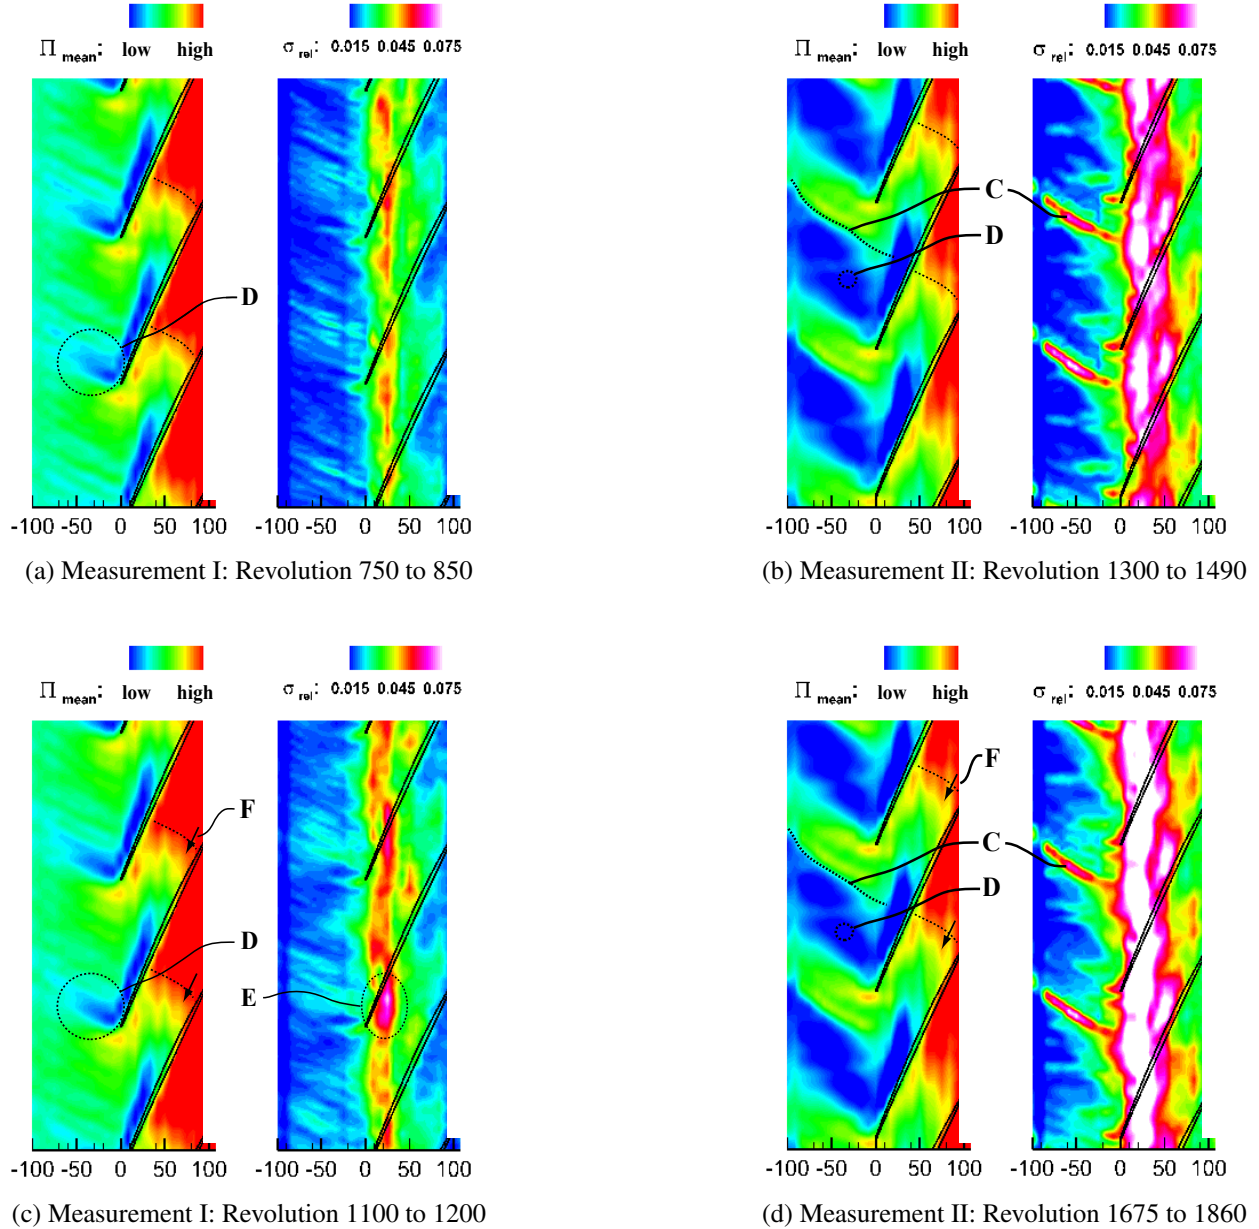 Π mean: low high
σ rel: 0.015 0.045 0.075
D
-100 -50 0 50 100
-100 -50 0 50 100
(a) Measurement I: Revolution 750 to 850
Π mean: low high
σ rel: 0.015 0.045 0.075
C
D
-100 -50 0 50 100
-100 -50 0 50 100
(b) Measurement II: Revolution 1300 to 1490
Π mean: low high
σ rel: 0.015 0.045 0.075
F
D
E
-100 -50 0 50 100
-100 -50 0 50 100
(c) Measurement I: Revolution 1100 to 1200
Π mean: low high
σ rel: 0.015 0.045 0.075
F
C
D
-100 -50 0 50 100
-100 -50 0 50 100
(d) Measurement II: Revolution 1675 to 1860